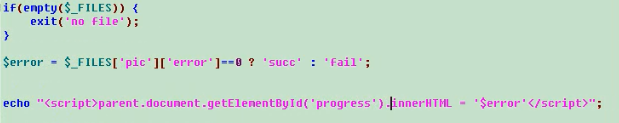 if(empty($_FILES)) {
exit('no file');
}
$error = $_FILES['pic']['error']==0 ? 'succ' : 'fail';
echo "<script>parent.document.getElementById('progress').innerHTML = '$error'</script>";